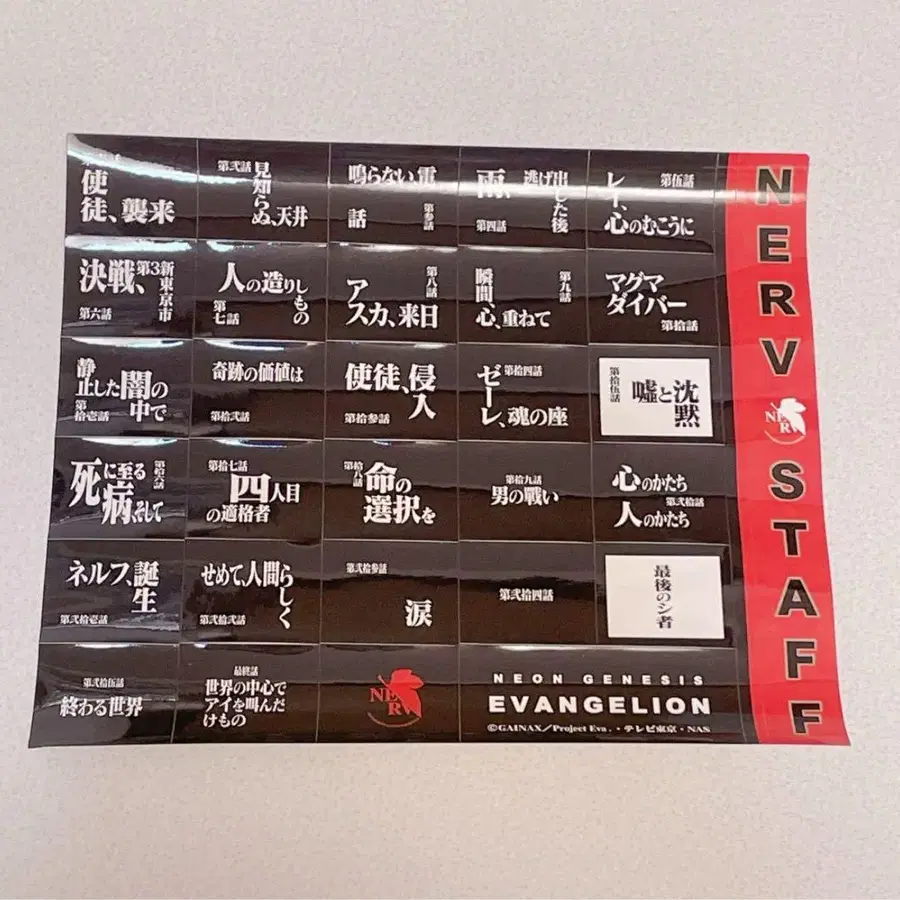 使
徒、襲来
第弐話
見知らぬ、天井
鳴らない、電
話
第参話
雨、
逃げ出した後
第四話
第伍話
レイ、
心のむこうに
決戦、
第3
新東京市
第六話
人の造りし
もの
第七話
第八話
ア
スカ、来日
第九話
瞬間、
心、重ねて
マグマ
ダイバー
第拾話
静
止した闇の
中で
第拾壱話
奇跡の価値は
第拾弐話
使徒、侵
入
第拾参話
第拾四話
ゼーレ、魂の座
第拾伍話
嘘と沈
黙
第拾六話
死に至る
病、そして
第拾七話
四人目
の適格者
第拾八話
命の
選択を
第拾九話
男の戦い
心のかたち
第弐拾話
人のかたち
ネルフ、誕
生
第弐拾壱話
せめて、人間らしく
第弐拾弐話
第弐拾参話
涙
第弐拾四話
最後のシ者
第弐拾伍話
終わる世界
最終話
世界の中心で
アイを叫んだ
けもの
NERV
NEON GENESIS
EVANGELION
©GAINAX／Project Eva.・テレビ東京・NAS
NERV
NERV
STAFF